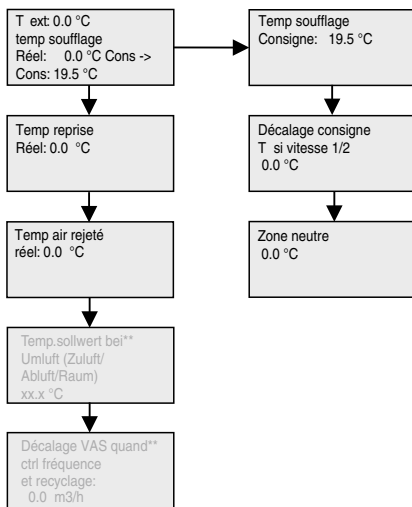 T ext: 0.0 °C
temp soufflage
Réel: 0.0 °C Cons ->
Cons: 19.5 °C
Temp soufflage
Consigne: 19.5 °C
Temp reprise
Réel: 0.0 °C
Décalage consigne
T si vitesse 1/2
0.0 °C
Temp air rejeté
réel: 0.0 °C
Zone neutre
0.0 °C
Temp.sollwert bei**
Umluft (Zuluft/
Abluft/Raum)
xx.x °C
Décalage VAS quand**
ctrl fréquence
et recyclage:
0.0 m3/h